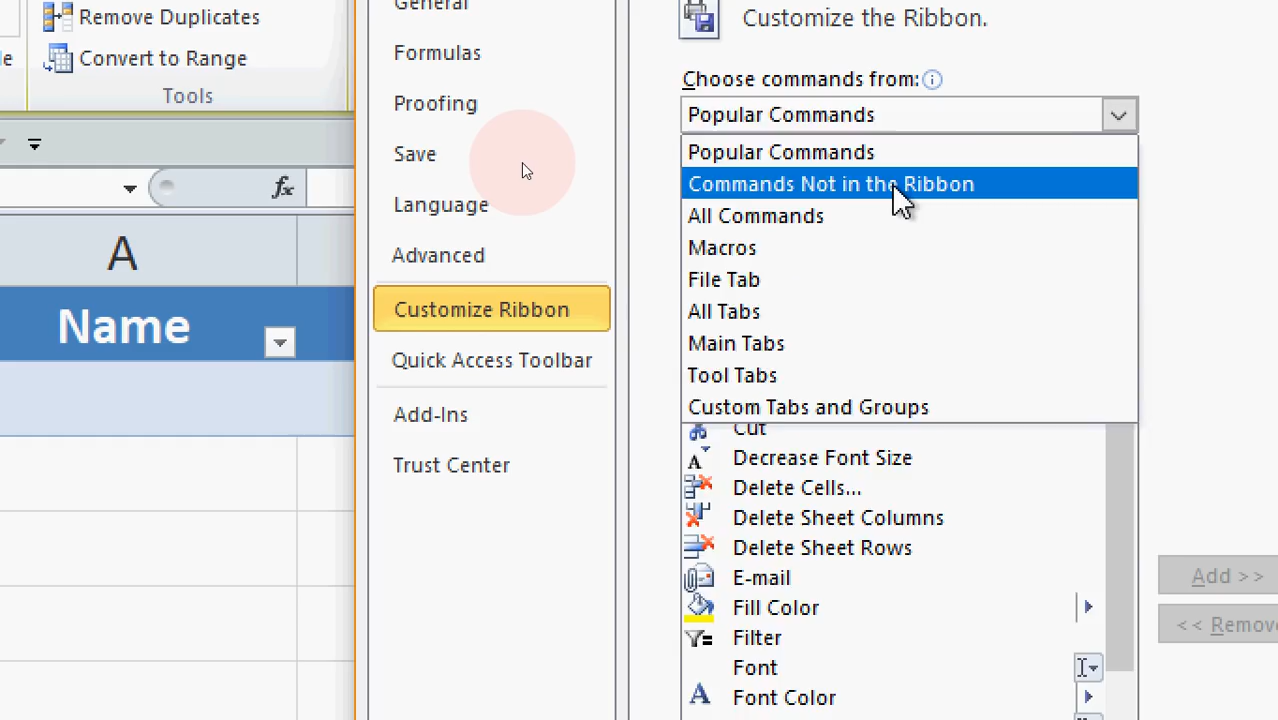 Remove Duplicates
Convert to Range
Tools
fx
A
Name
General
Formulas
Proofing
Save
Language
Advanced
Customize Ribbon
Quick Access Toolbar
Add-Ins
Trust Center
Customize the Ribbon.
Choose commands from:
Popular Commands
Popular Commands
Commands Not in the Ribbon
All Commands
Macros
File Tab
All Tabs
Main Tabs
Tool Tabs
Custom Tabs and Groups
Cut
Decrease Font Size
Delete Cells...
Delete Sheet Columns
Delete Sheet Rows
E-mail
Fill Color
Filter
Font
Font Color
Add >>
<< Remove